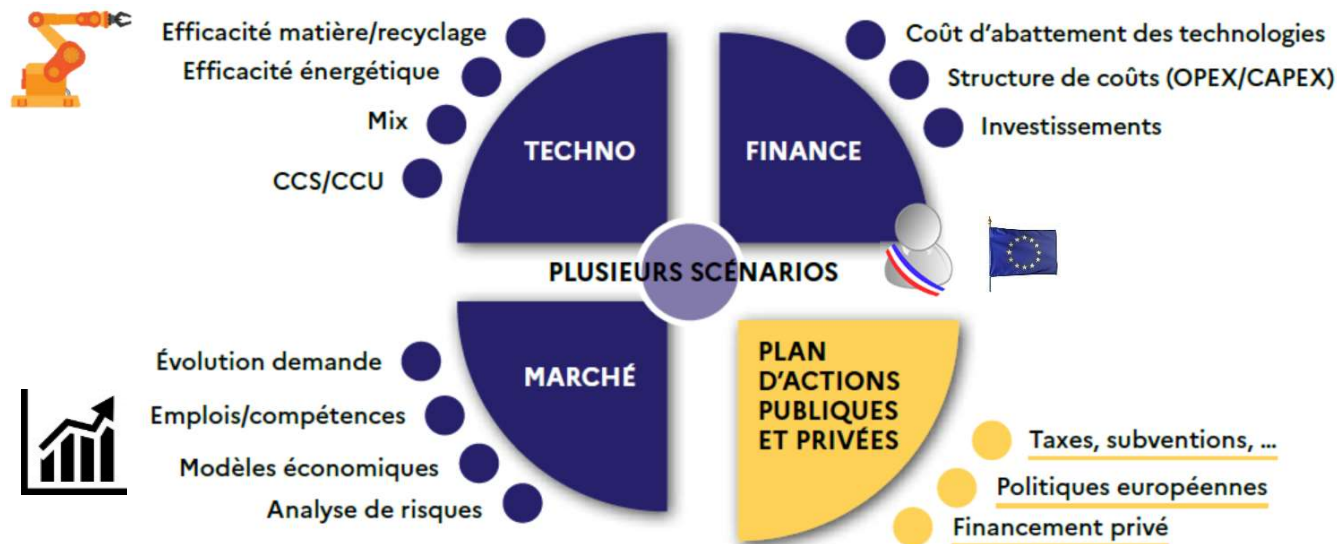 Efficacité matière/recyclage
Efficacité énergétique
Mix
CCS/CCU
TECHNO
FINANCE
Coût d'abattement des technologies
Structure de coûts (OPEX/CAPEX)
Investissements
PLUSIEURS SCÉNARIOS
Évolution demande
Emplois/compétences
Modèles économiques
Analyse de risques
MARCHÉ
PLAN
D'ACTIONS
PUBLIQUES
ET PRIVÉES
Taxes, subventions, ...
Politiques européennes
Financement privé